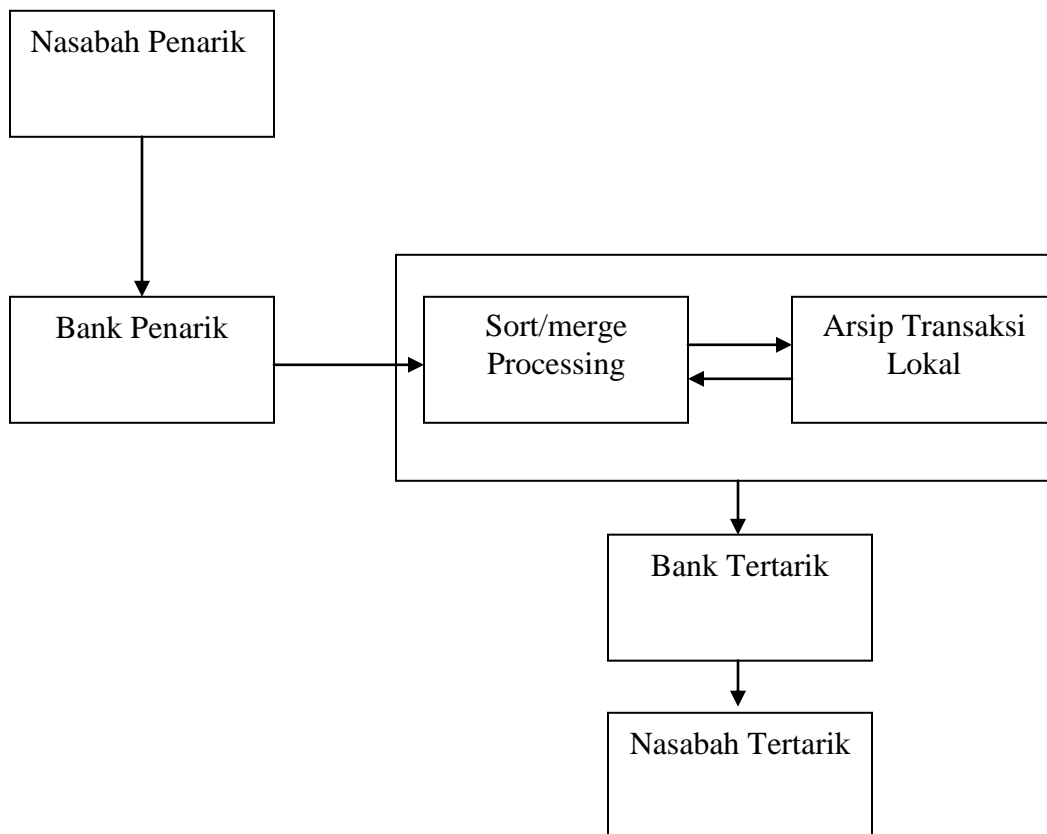 Nasabah Penarik
Bank Penarik
Sort/merge
Processing
Arsip Transaksi
Lokal
Bank Tertarik
Nasabah Tertarik